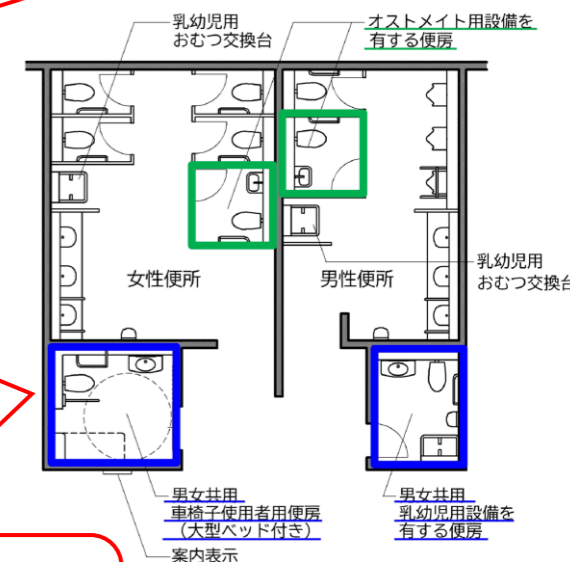 乳幼児用
おむつ交換台
オストメイト用設備を
有する便房
女性便所
男性便所
乳幼児用
おむつ交換台
男女共用
車椅子使用者用便房
（大型ベッド付き）
案内表示
男女共用
乳幼児用設備を
有する便房